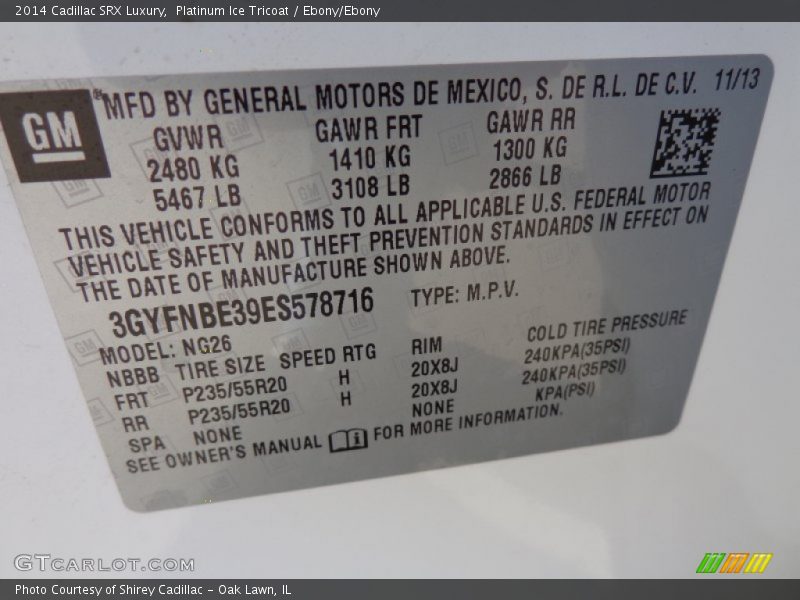 2014 Cadillac SRX Luxury,  Platinum Ice Tricoat / Ebony/Ebony
GM
®MFD BY GENERAL MOTORS DE MEXICO, S. DE R.L. DE C.V. 11/13
GVWR GAWR FRT GAWR RR
2480 KG 1410 KG 1300 KG
5467 LB 3108 LB 2866 LB
THIS VEHICLE CONFORMS TO ALL APPLICABLE U.S. FEDERAL MOTOR
VEHICLE SAFETY AND THEFT PREVENTION STANDARDS IN EFFECT ON
THE DATE OF MANUFACTURE SHOWN ABOVE.
3GYFNBE39ES578716 TYPE: M.P.V.
MODEL: NG26
NBBB TIRE SIZE SPEED RTG RIM COLD TIRE PRESSURE
FRT P235/55R20 H 20X8J 240KPA(35PSI)
RR P235/55R20 H 20X8J 240KPA(35PSI)
SPA NONE NONE KPA(PSI)
SEE OWNER'S MANUAL FOR MORE INFORMATION.
GTCARLOT.COM
Photo Courtesy of Shirey Cadillac - Oak Lawn, IL